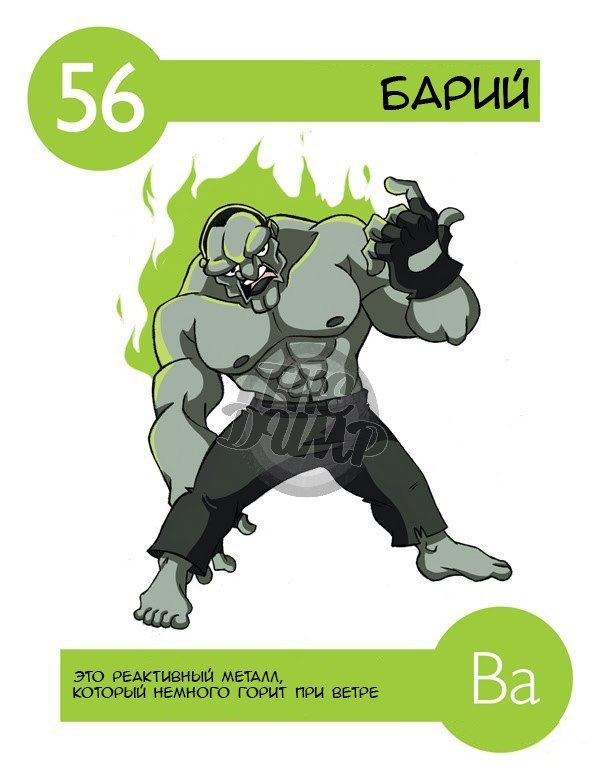 56
БАРИЙ
ЭТО РЕАКТИВНЫЙ МЕТАЛЛ,
КОТОРЫЙ НЕМНОГО ГОРИТ ПРИ ВЕТРЕ
Ba